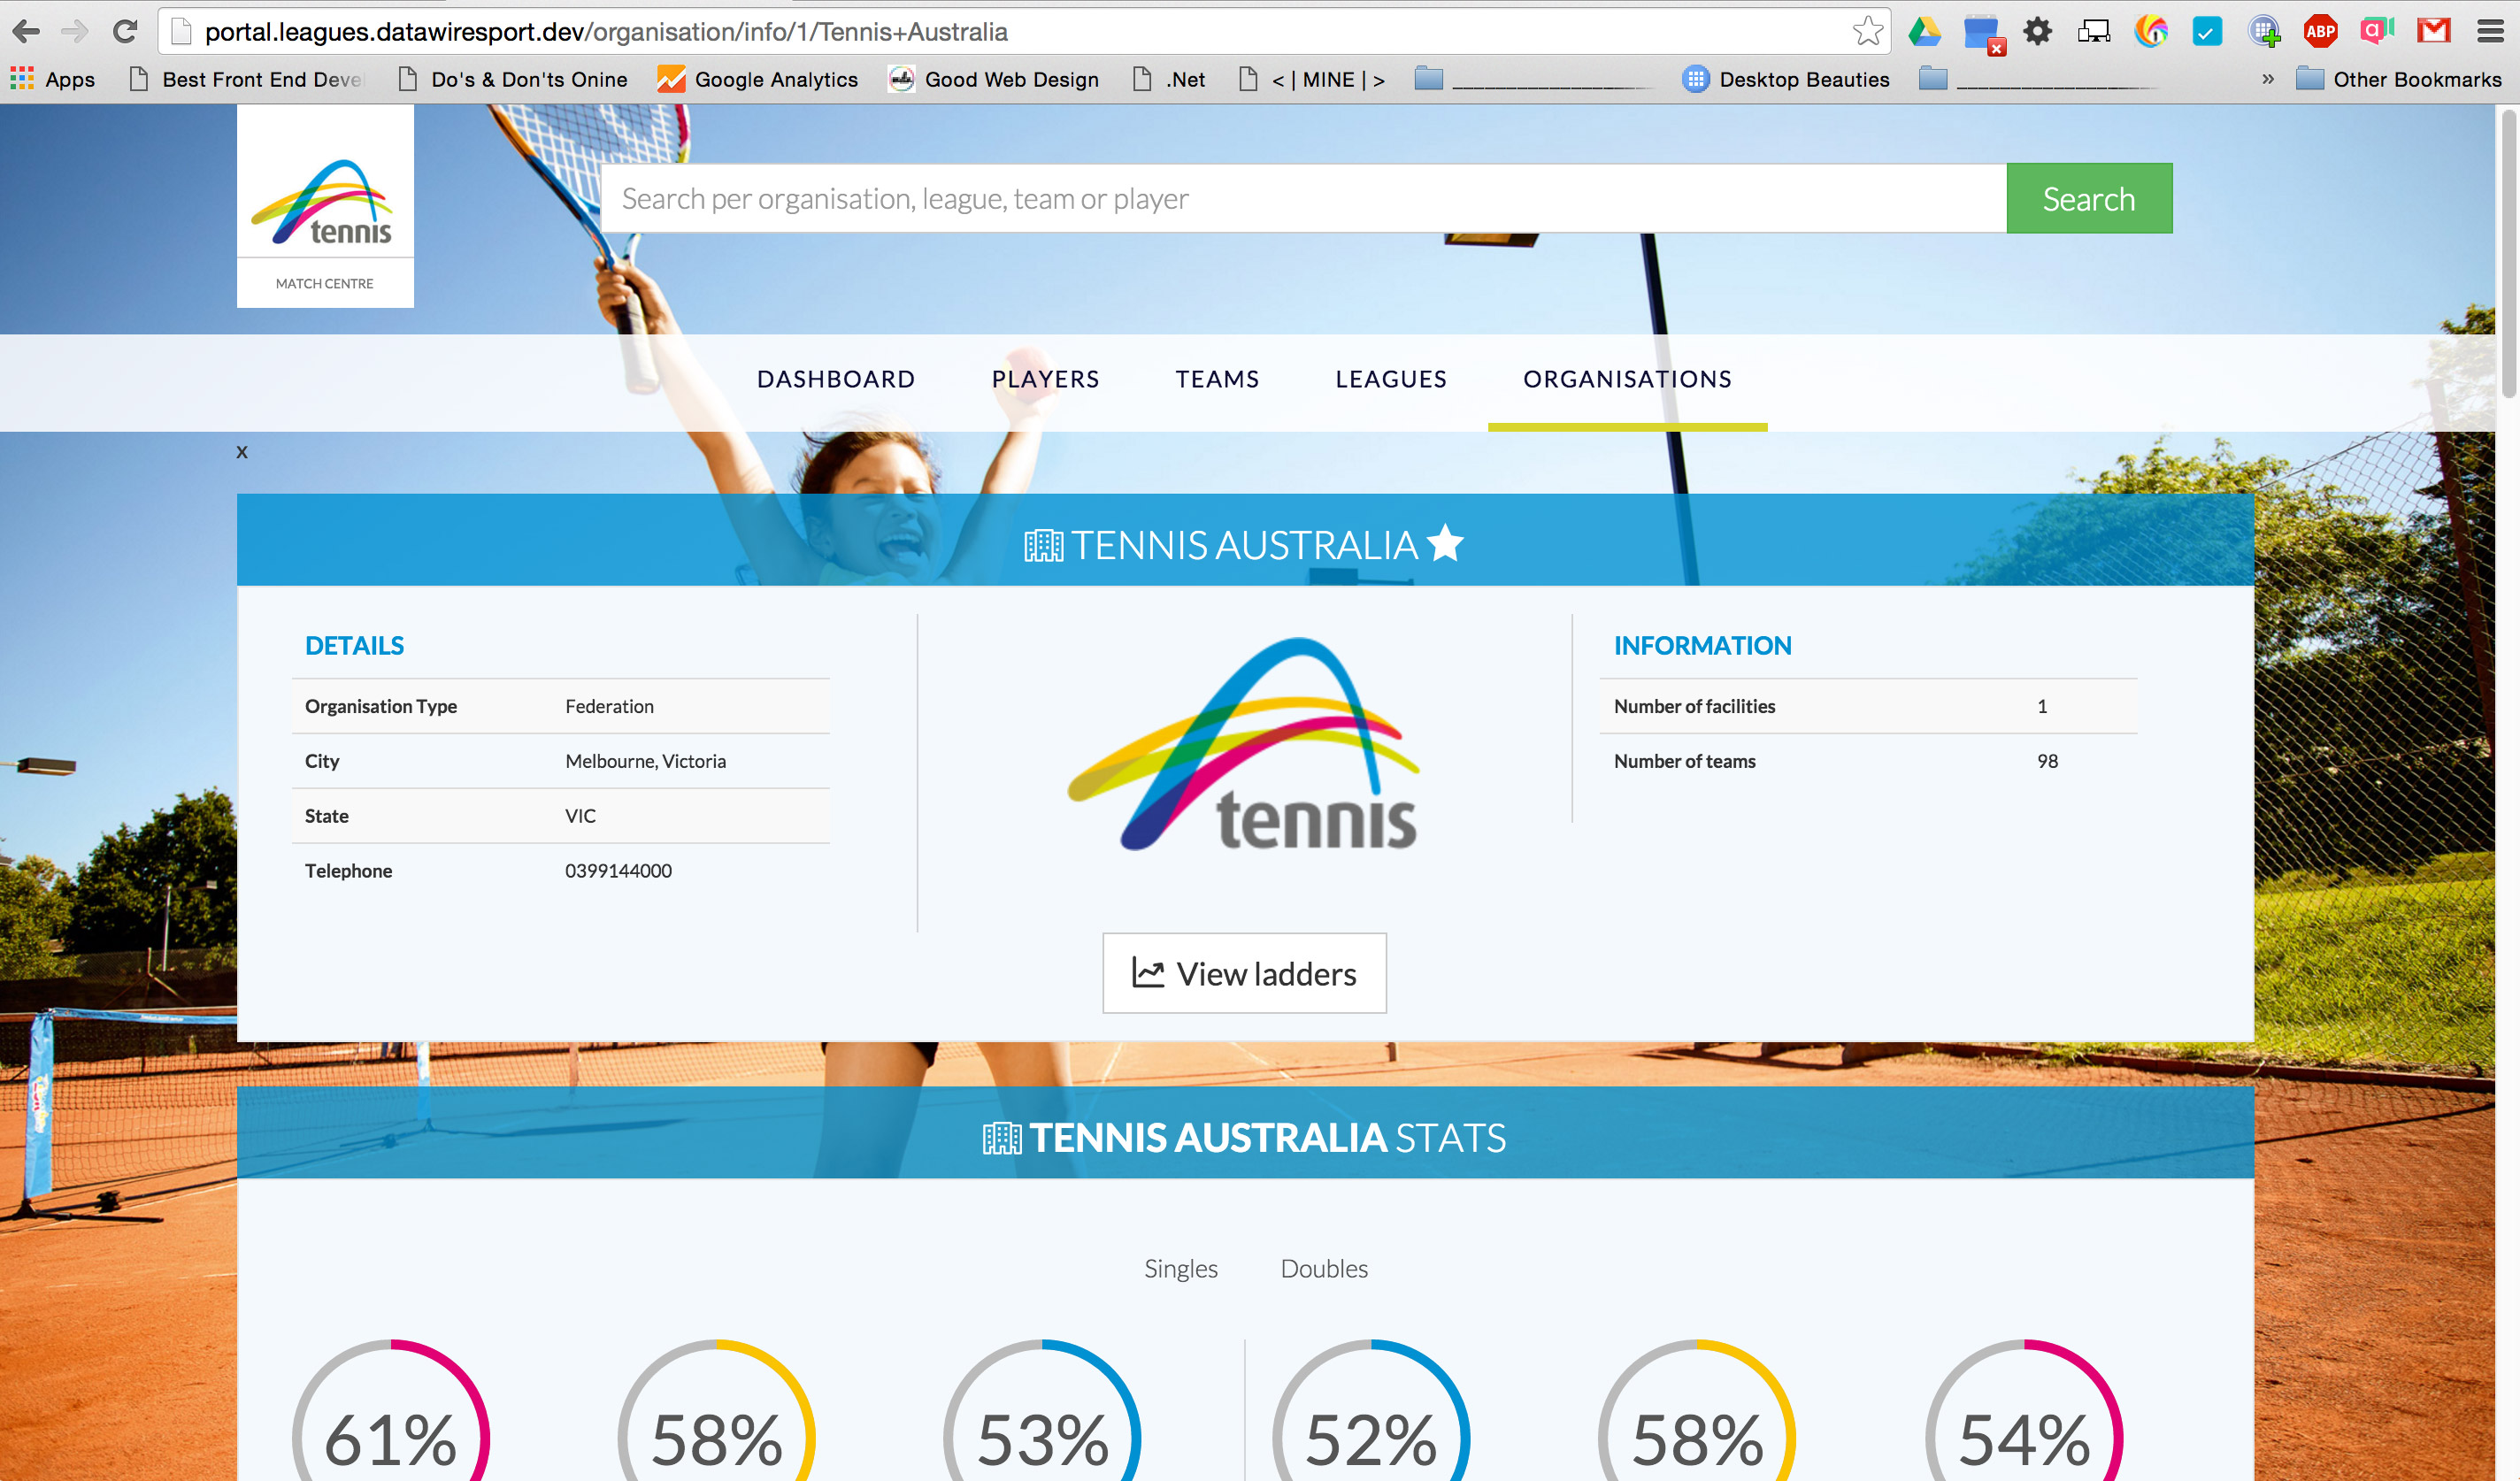 portal.leagues.datawiresport.dev/organisation/info/1/Tennis+Australia
ABP
Apps
Best Front End Deve
Do's & Don'ts Onine
Google Analytics
Good Web Design
.Net
< | MINE | >
Desktop Beauties
»
Other Bookmarks
tennis
MATCH CENTRE
Search per organisation, league, team or player
Search
DASHBOARD
PLAYERS
TEAMS
LEAGUES
ORGANISATIONS
x
TENNIS AUSTRALIA
DETAILS
Organisation Type Federation
City Melbourne, Victoria
State VIC
Telephone 0399144000
tennis
View ladders
INFORMATION
Number of facilities 1
Number of teams 98
TENNIS AUSTRALIA STATS
Singles
Doubles
61%
58%
53%
52%
58%
54%